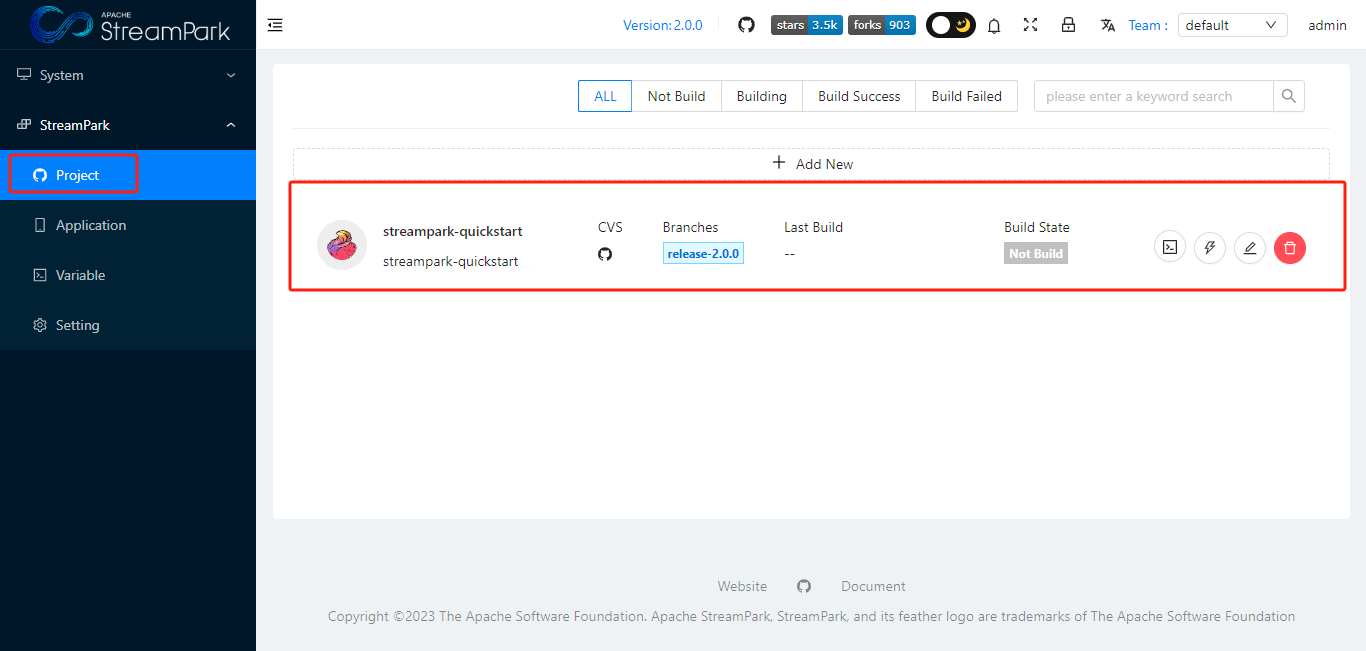 APACHE
StreamPark
Version:2.0.0
stars 3.5k
forks 903
Team :
default
admin
System
StreamPark
Project
Application
Variable
Setting
ALL
Not Build
Building
Build Success
Build Failed
please enter a keyword search
Add New
streampark-quickstart
streampark-quickstart
CVS
Branches
release-2.0.0
Last Build
--
Build State
Not Build
Website
Document
Copyright ©2023 The Apache Software Foundation. Apache StreamPark, StreamPark, and its feather logo are trademarks of The Apache Software Foundation